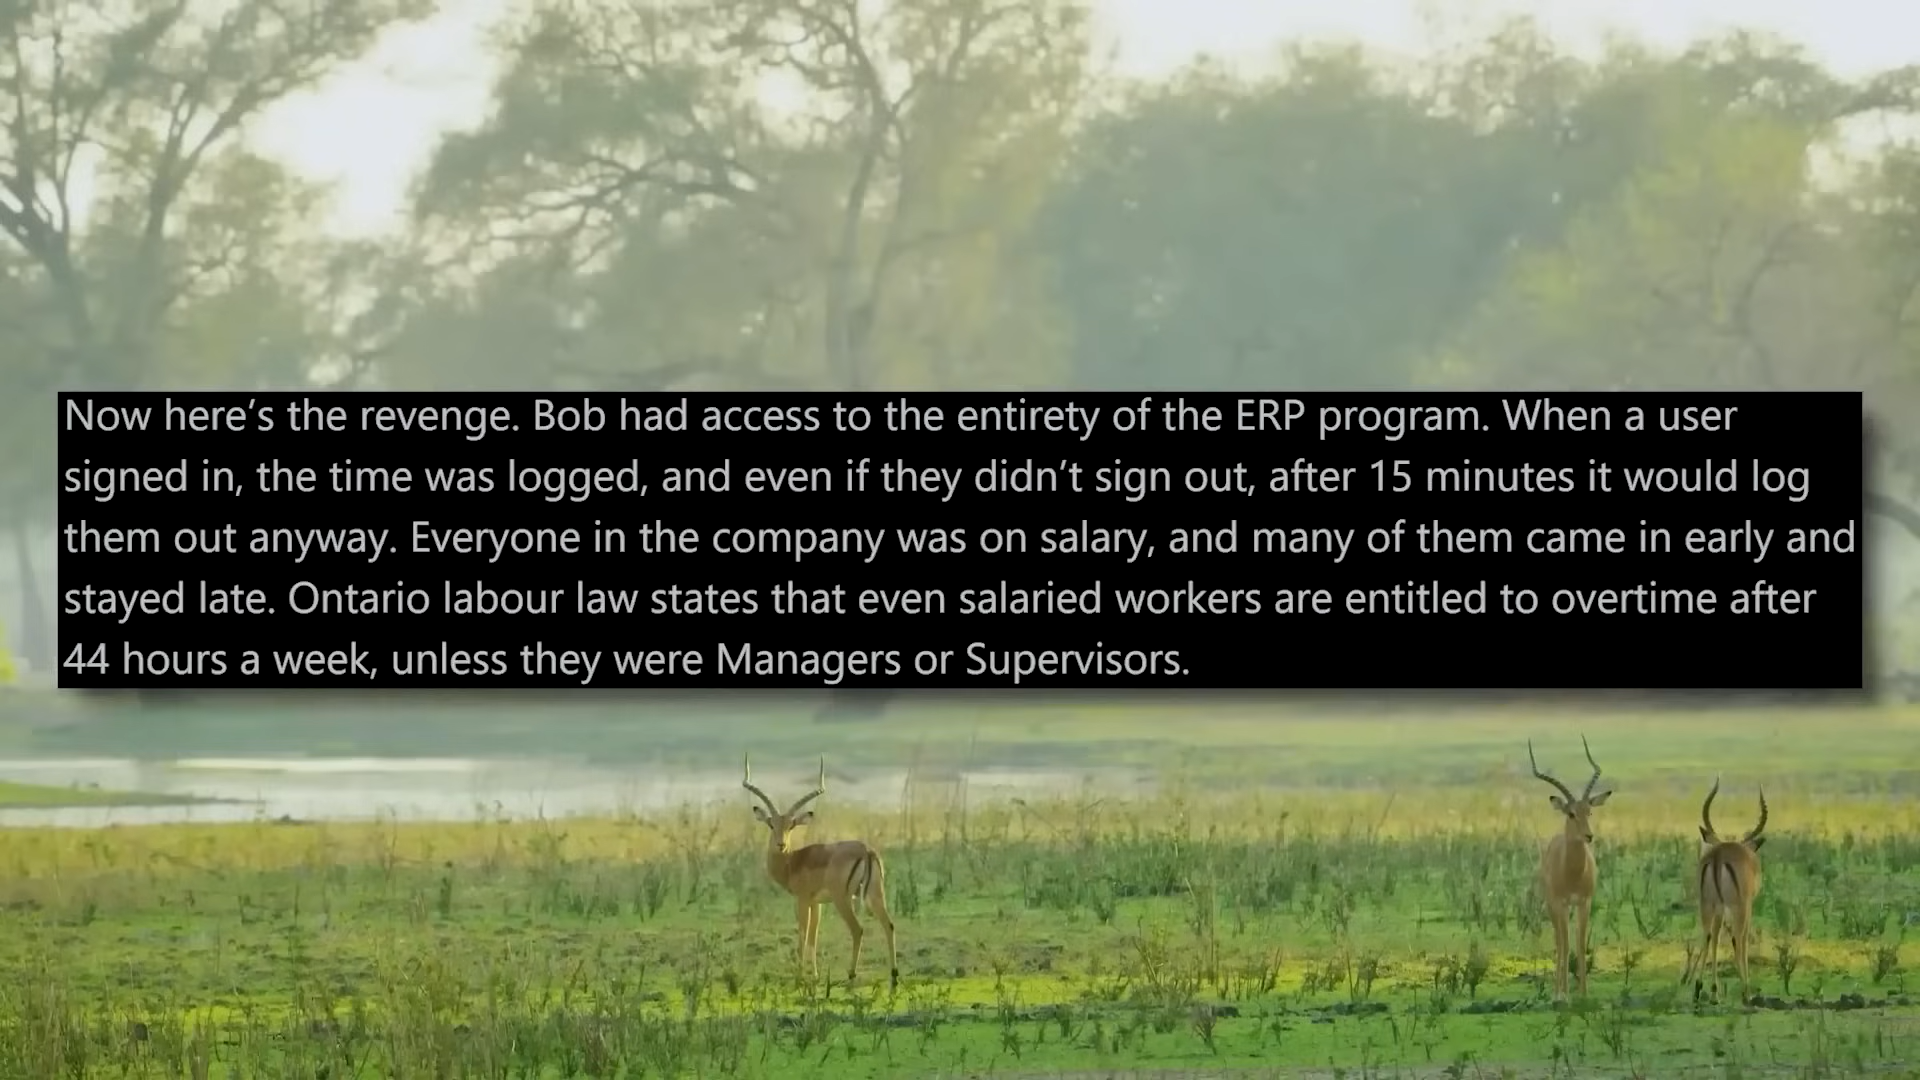 Now here’s the revenge. Bob had access to the entirety of the ERP program. When a user
signed in, the time was logged, and even if they didn’t sign out, after 15 minutes it would log
them out anyway. Everyone in the company was on salary, and many of them came in early and
stayed late. Ontario labour law states that even salaried workers are entitled to overtime after
44 hours a week, unless they were Managers or Supervisors.